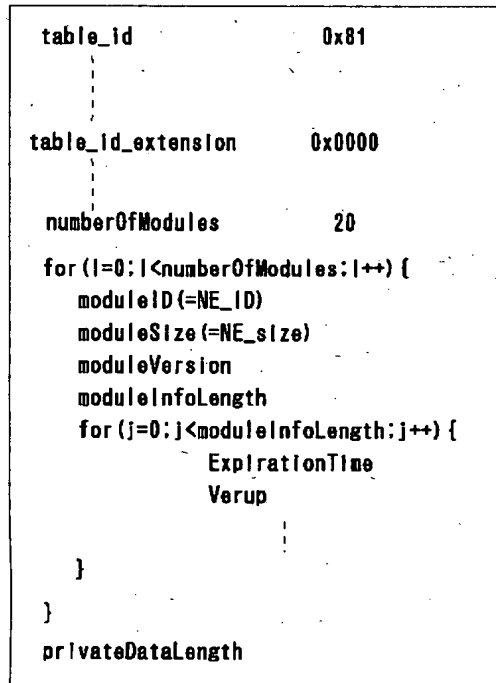 table_id 0x81
table_id_extension 0x0000
numberOfModules 20
for(i=0;i<numberOfModules;i++){
moduleID(=NE_ID)
moduleSize(=NE_size)
moduleVersion
moduleInfoLength
for(j=0;j<moduleInfoLength;j++){
ExpirationTime
Verup
}
}
privateDataLength